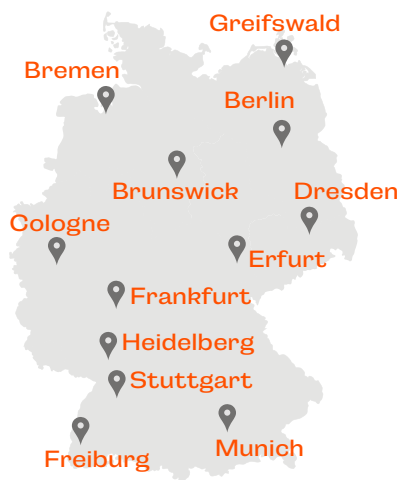 Greifswald
Bremen
Berlin
Brunswick
Dresden
Cologne
Erfurt
Frankfurt
Heidelberg
Stuttgart
Munich
Freiburg